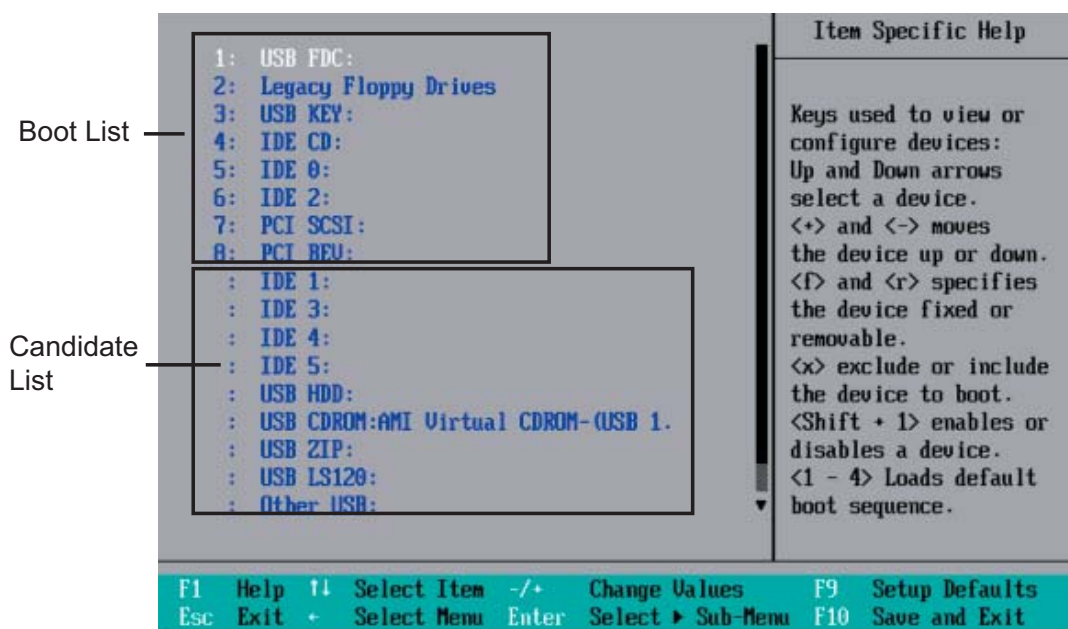 Item Specific Help
1: USB FDC:
2: Legacy Floppy Drives
3: USB KEY:
4: IDE CD:
5: IDE 0:
6: IDE 2:
7: PCI SCSI:
8: PCI BEV:
: IDE 1:
: IDE 3:
: IDE 4:
: IDE 5:
: USB HDD:
: USB CDROM:AMI Virtual CDROM-(USB 1.
: USB ZIP:
: USB LS120:
: Other USB:
Boot List
Candidate
List
Keys used to view or
configure devices:
Up and Down arrows
select a device.
<+> and <-> moves
the device up or down.
<f> and <r> specifies
the device fixed or
removable.
<x> exclude or include
the device to boot.
<Shift + 1> enables or
disables a device.
<1 - 4> Loads default
boot sequence.
F1 Help ↑↓ Select Item -/+ Change Values F9 Setup Defaults
Esc Exit ← Select Menu Enter Select ▶ Sub-Menu F10 Save and Exit